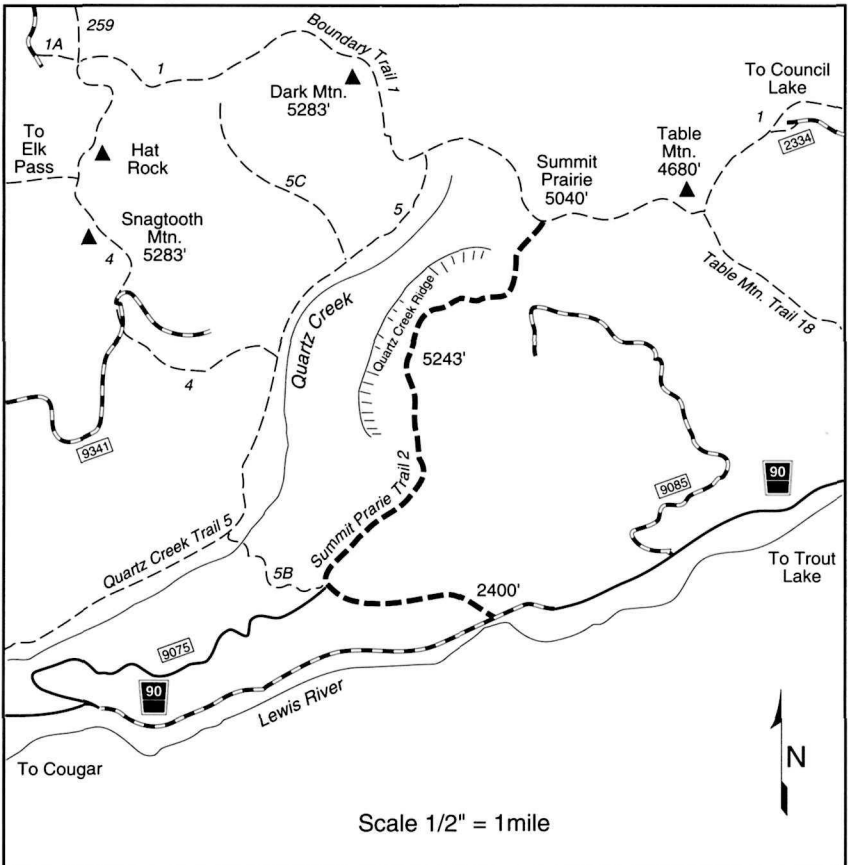 259
1A
1
Boundary Trail 1
Dark Mtn.
5283'
To Council
Lake
1
2334
To
Elk
Pass
Hat
Rock
Table
Mtn.
4680'
Summit
Prairie
5040'
5C
5
Snagtooth
Mtn.
5283'
4
Table Mtn. Trail 18
Quartz Creek
Quartz Creek Ridge
5243'
4
9341
90
9085
Summit Prarie Trail 2
Quartz Creek Trail 5
5B
To Trout
Lake
2400'
9075
90
Lewis River
To Cougar
N
Scale 1/2" = 1mile